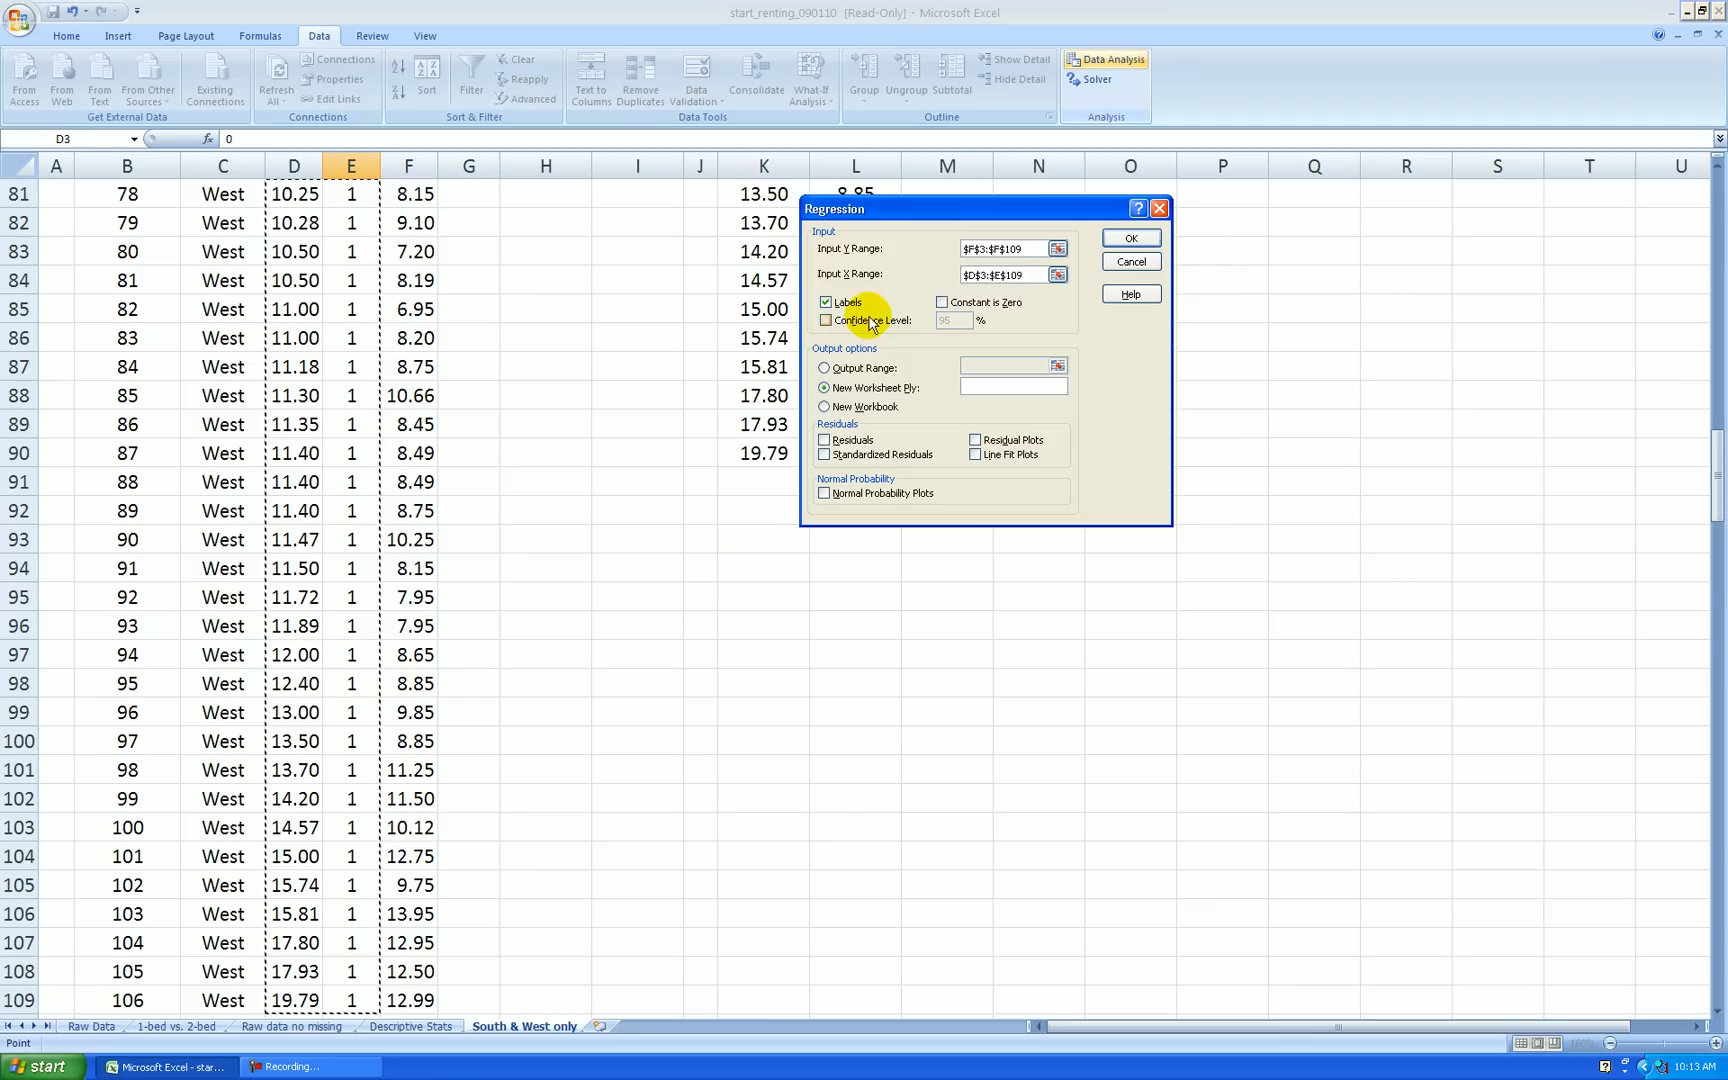 start_renting_090110 [Read-Only] - Microsoft Excel
Home Insert Page Layout Formulas Data Review View
From Access
From Web
From Text
From Other Sources
Existing Connections
Get External Data
Refresh All
Connections
Properties
Edit Links
Connections
Sort
Filter
Clear
Reapply
Advanced
Sort & Filter
Text to Columns
Remove Duplicates
Data Validation
Consolidate
What-If Analysis
Data Tools
Group
Ungroup
Subtotal
Show Detail
Hide Detail
Outline
Data Analysis
Solver
Analysis
D3 fx 0
A B C D E F G H I J K L M N O P Q R S T U
81 78 West 10.25 1 8.15 13.50 8.85
82 79 West 10.28 1 9.10 13.70
83 80 West 10.50 1 7.20 14.20
84 81 West 10.50 1 8.19 14.57
85 82 West 11.00 1 6.95 15.00
86 83 West 11.00 1 8.20 15.74
87 84 West 11.18 1 8.75 15.81
88 85 West 11.30 1 10.66 17.80
89 86 West 11.35 1 8.45 17.93
90 87 West 11.40 1 8.49 19.79
91 88 West 11.40 1 8.49
92 89 West 11.40 1 8.75
93 90 West 11.47 1 10.25
94 91 West 11.50 1 8.15
95 92 West 11.72 1 7.95
96 93 West 11.89 1 7.95
97 94 West 12.00 1 8.65
98 95 West 12.40 1 8.85
99 96 West 13.00 1 9.85
100 97 West 13.50 1 8.85
101 98 West 13.70 1 11.25
102 99 West 14.20 1 11.50
103 100 West 14.57 1 10.12
104 101 West 15.00 1 12.75
105 102 West 15.74 1 9.75
106 103 West 15.81 1 13.95
107 104 West 17.80 1 12.95
108 105 West 17.93 1 12.50
109 106 West 19.79 1 12.99
Regression
Input
Input Y Range: $F$3:$F$109
Input X Range: $D$3:$E$109
Labels Constant is Zero
Confidence Level: 95 %
OK
Cancel
Help
Output options
Output Range:
New Worksheet Ply:
New Workbook
Residuals
Residuals Residual Plots
Standardized Residuals Line Fit Plots
Normal Probability
Normal Probability Plots
Raw Data 1-bed vs. 2-bed Raw data no missing Descriptive Stats South & West only
Point
start Microsoft Excel - star... Recording... 10:13 AM